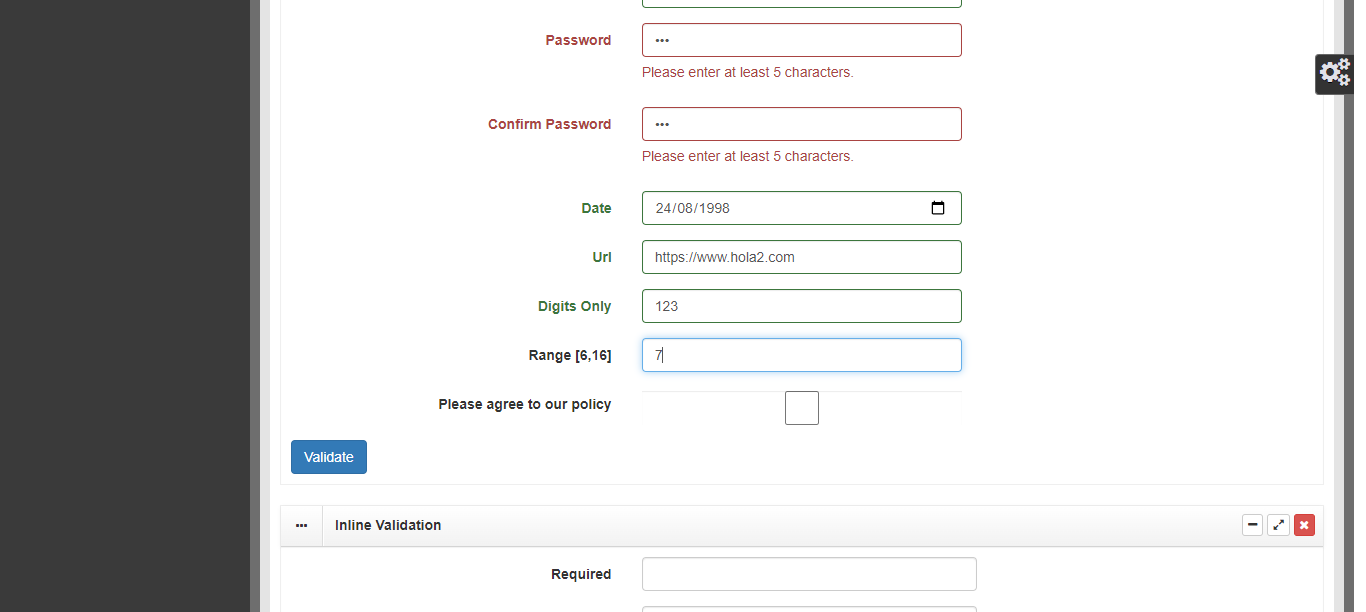 Password •••
Please enter at least 5 characters.
Confirm Password •••
Please enter at least 5 characters.
Date 24/08/1998
Url https://www.hola2.com
Digits Only 123
Range [6,16] 7
Please agree to our policy
Validate
Inline Validation
Required